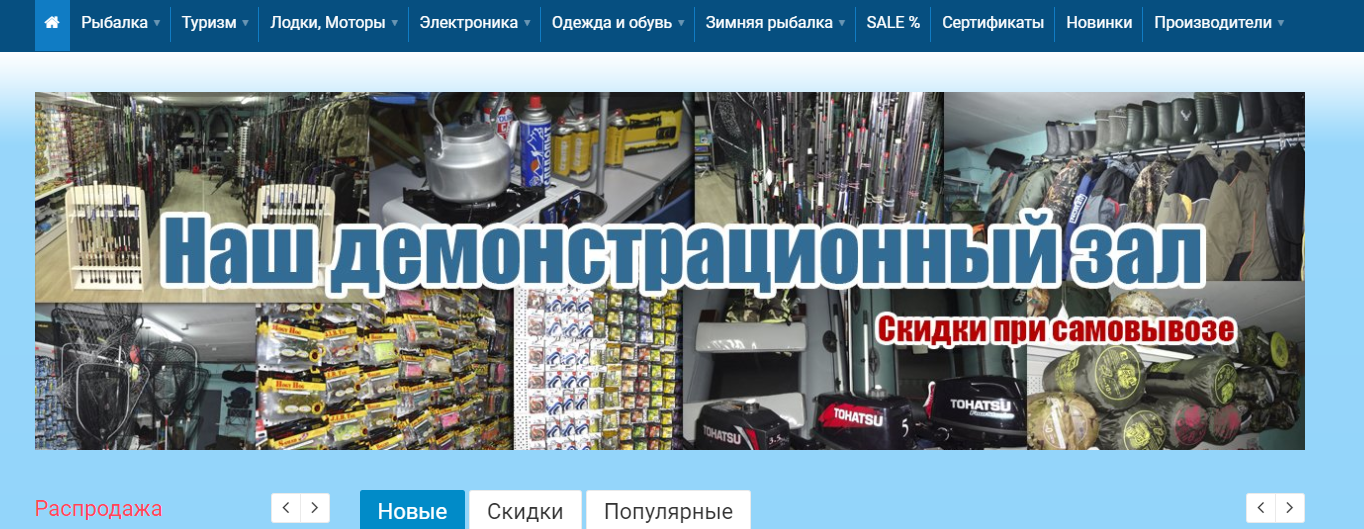 Рыбалка
Туризм
Лодки, Моторы
Электроника
Одежда и обувь
Зимняя рыбалка
SALE %
Сертификаты
Новинки
Производители
Наш демонстрационный зал
Скидки при самовывозе
TOHATSU
TOHATSU
5
TOHATSU
Распродажа
Новые
Скидки
Популярные